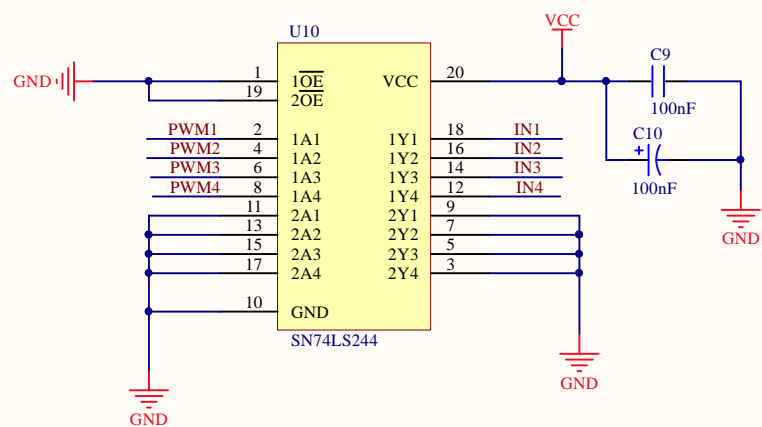 U10
VCC
GND
1 1OE VCC 20
19 2OE
C9
100nF
C10
+
100nF
GND
PWM1 2 1A1 1Y1 18 IN1
PWM2 4 1A2 1Y2 16 IN2
PWM3 6 1A3 1Y3 14 IN3
PWM4 8 1A4 1Y4 12 IN4
11 2A1 2Y1 9
13 2A2 2Y2 7
15 2A3 2Y3 5
17 2A4 2Y4 3
10 GND
SN74LS244
GND
GND